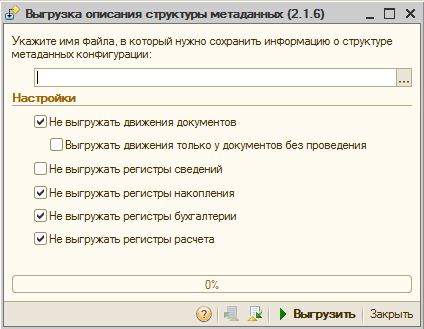 Выгрузка описания структуры метаданных (2.1.6)
Укажите имя файла, в который нужно сохранить информацию о структуре
метаданных конфигурации:
...
Настройки
Не выгружать движения документов
Выгружать движения только у документов без проведения
Не выгружать регистры сведений
Не выгружать регистры накопления
Не выгружать регистры бухгалтерии
Не выгружать регистры расчета
0%
? Выгрузить Закрыть